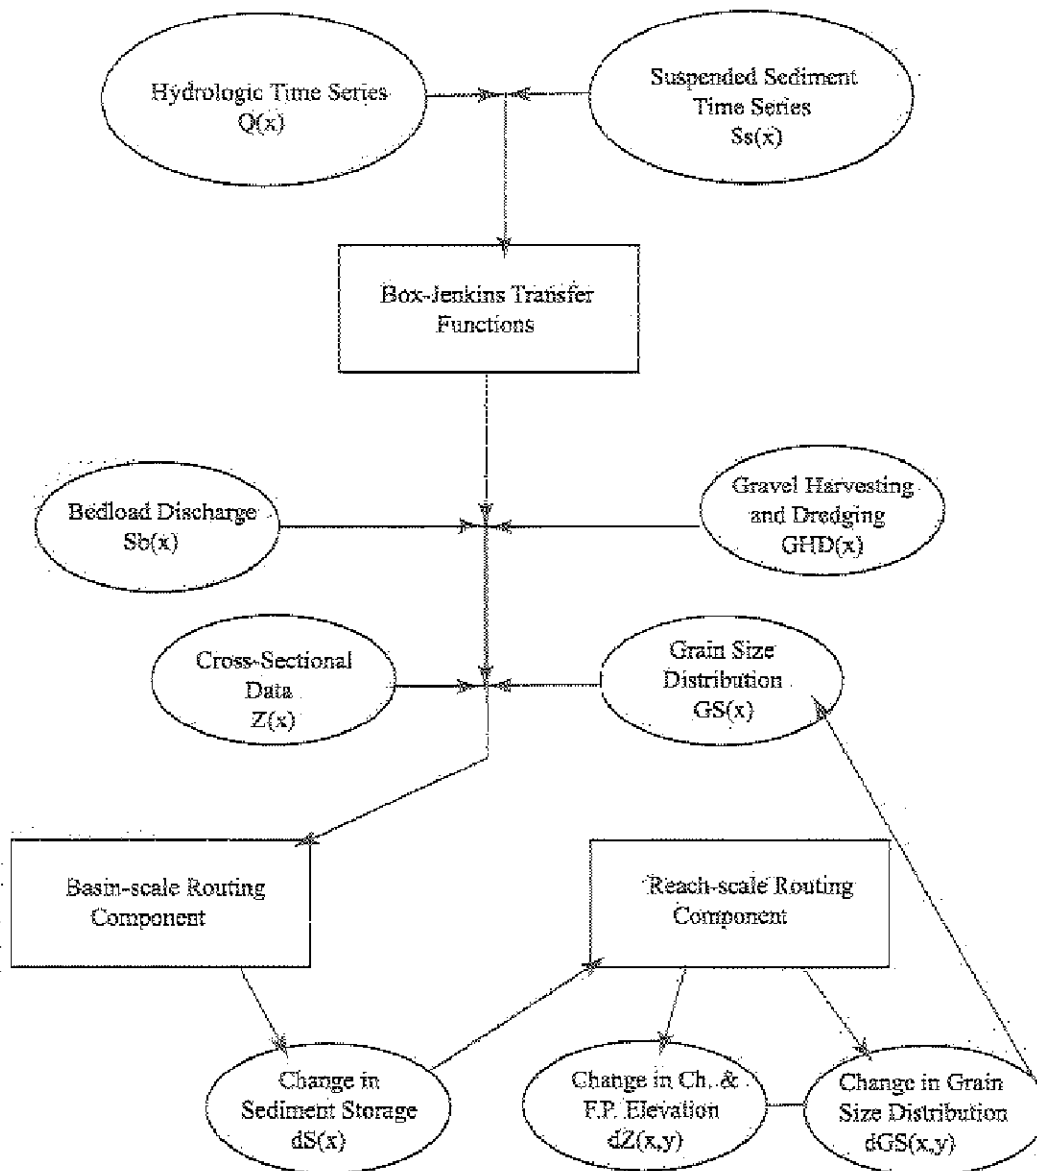 Hydrologic Time Series
Q(x)
Suspended Sediment
Time Series
Ss(x)
Box-Jenkins Transfer
Functions
Bedload Discharge
Sb(x)
Gravel Harvesting
and Dredging
GHD(x)
Cross-Sectional
Data
Z(x)
Grain Size
Distribution
GS(x)
Basin-scale Routing
Component
Reach-scale Routing
Component
Change in
Sediment Storage
dS(x)
Change in Ch. &
F.P. Elevation
dZ(x,y)
Change in Grain
Size Distribution
dGS(x,y)